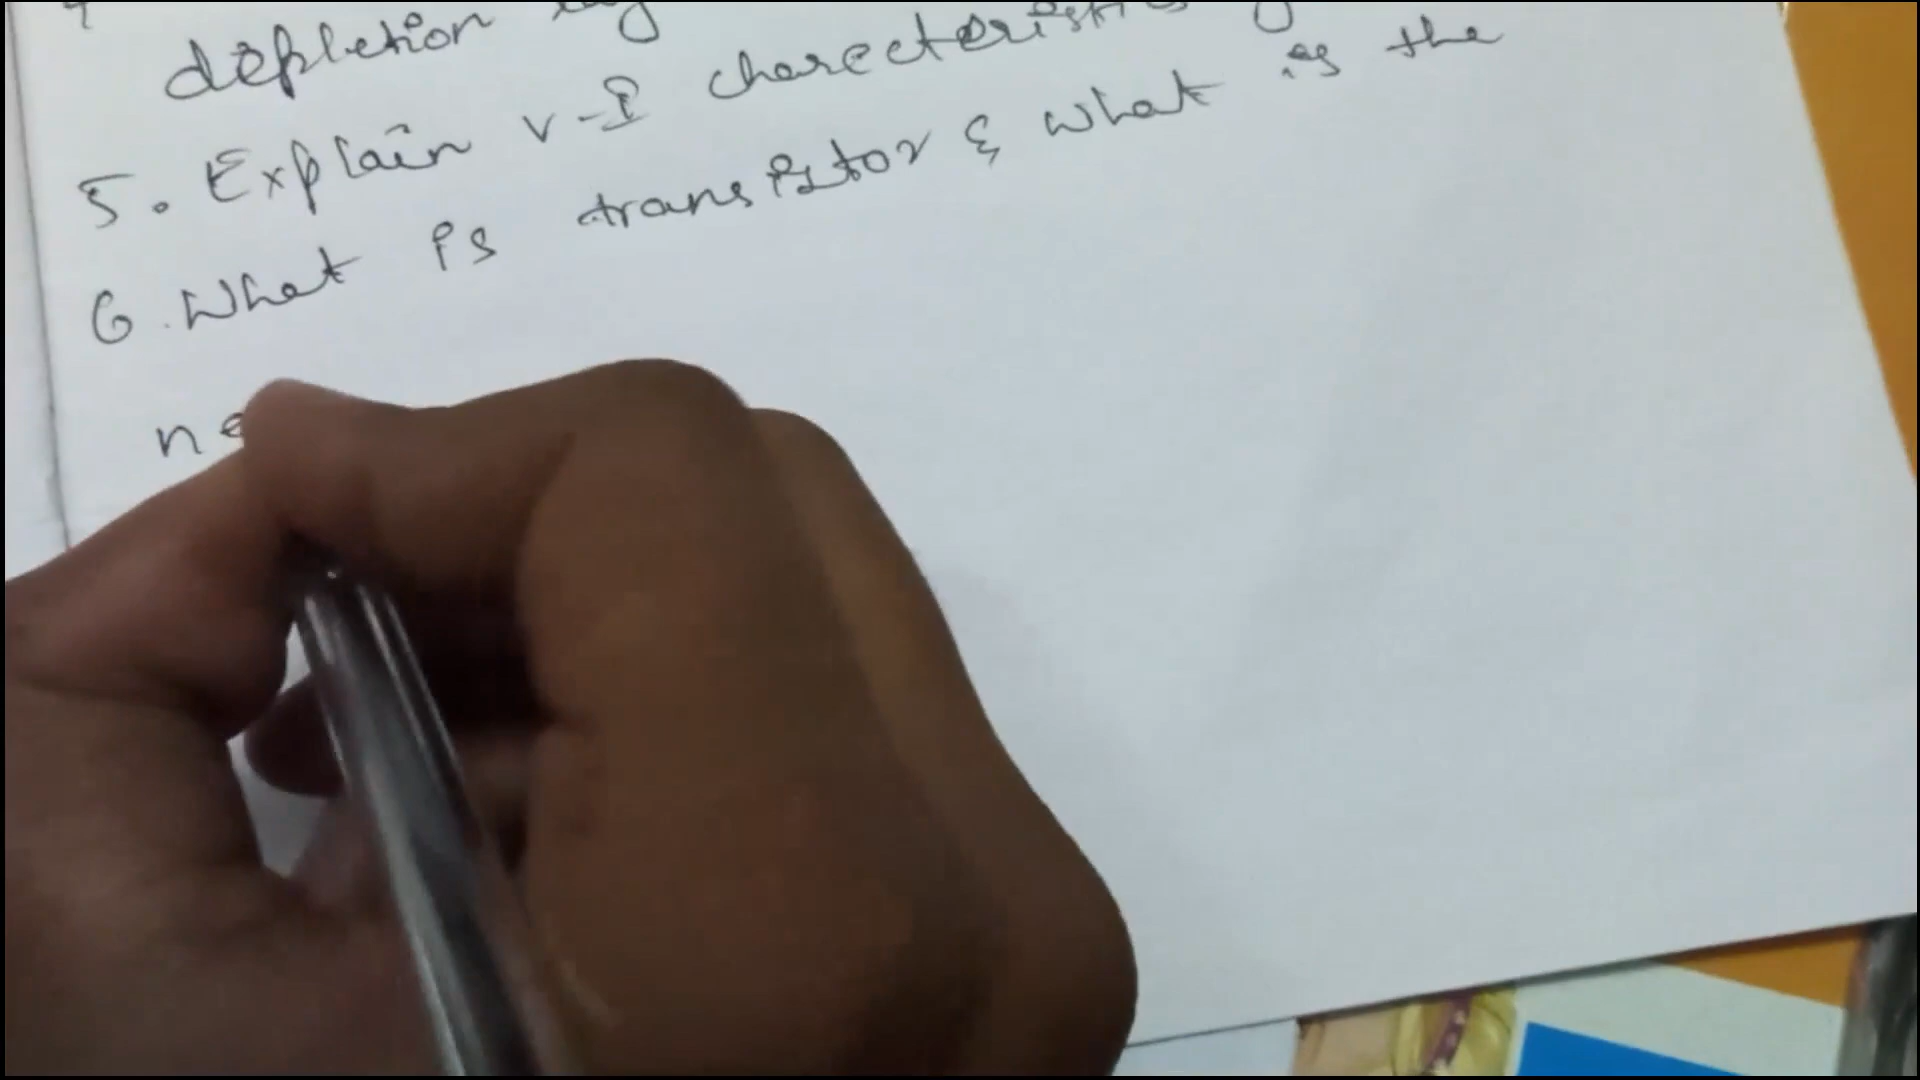 depletion
5. Explain v-I charecteristics
6. What is transistor & what is the
ne